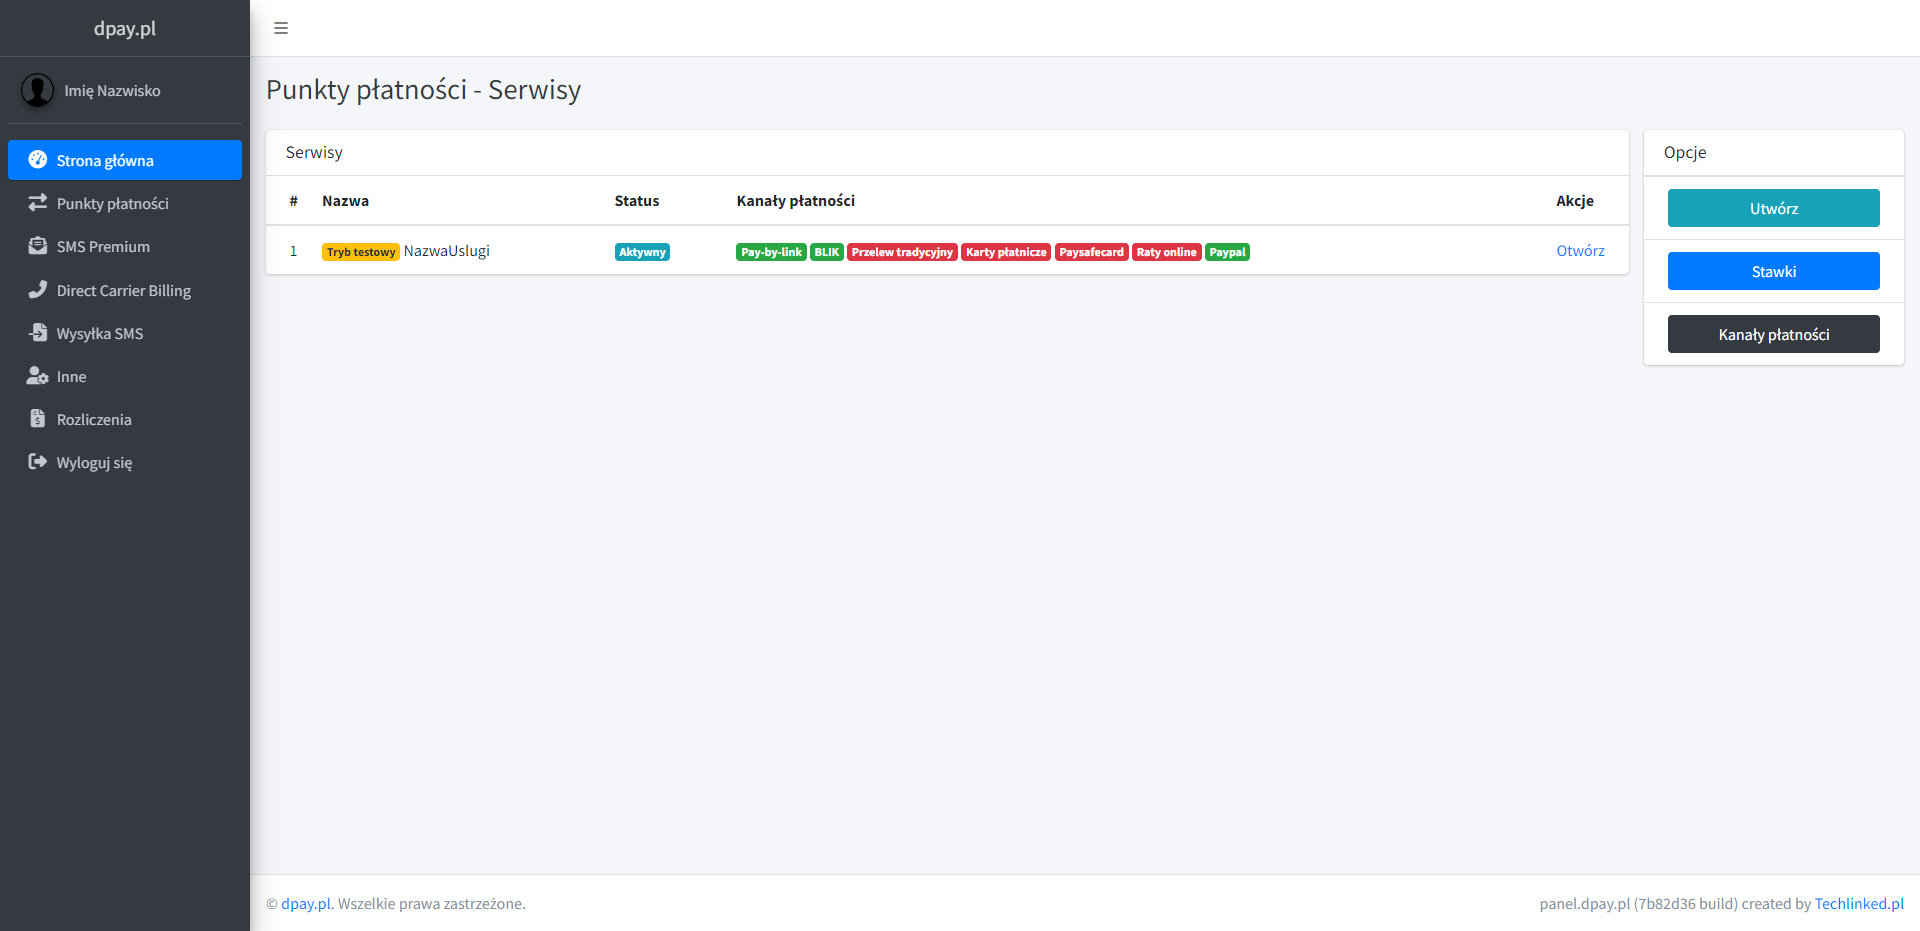 dpay.pl
Imię Nazwisko
Strona główna
Punkty płatności
SMS Premium
Direct Carrier Billing
Wysyłka SMS
Inne
Rozliczenia
Wyloguj się
Punkty płatności - Serwisy
Serwisy
# Nazwa Status Kanały płatności Akcje
1 Tryb testowy NazwaUslugi Aktywny Pay-by-link BLIK Przelew tradycyjny Karty płatnicze Paysafecard Raty online Paypal Otwórz
Opcje
Utwórz
Stawki
Kanały płatności
© dpay.pl. Wszelkie prawa zastrzeżone.
panel.dpay.pl (7b82d36 build) created by Techlinked.pl